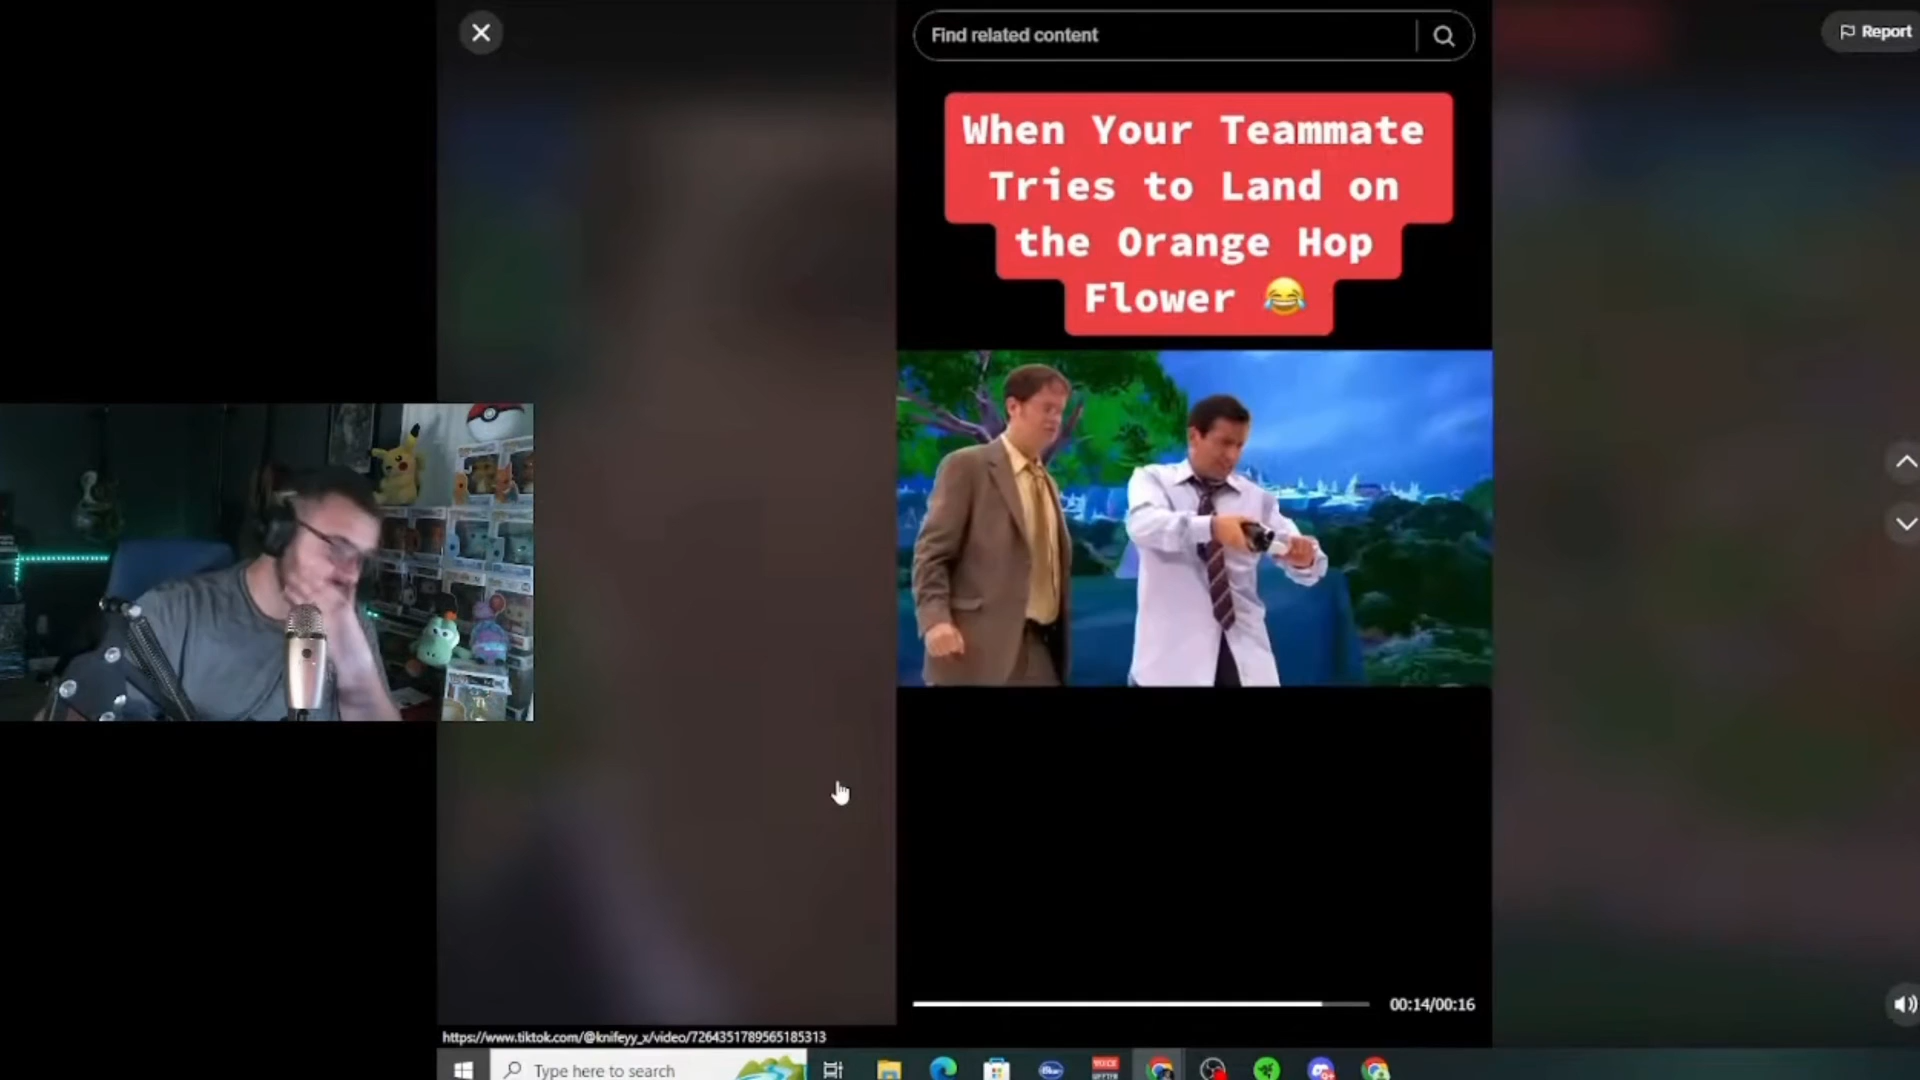 Find related content
Report
When Your Teammate
Tries to Land on
the Orange Hop
Flower 😂
00:14/00:16
https://www.tiktok.com/@knifeyy_x/video/7264351789565185313
Type here to search